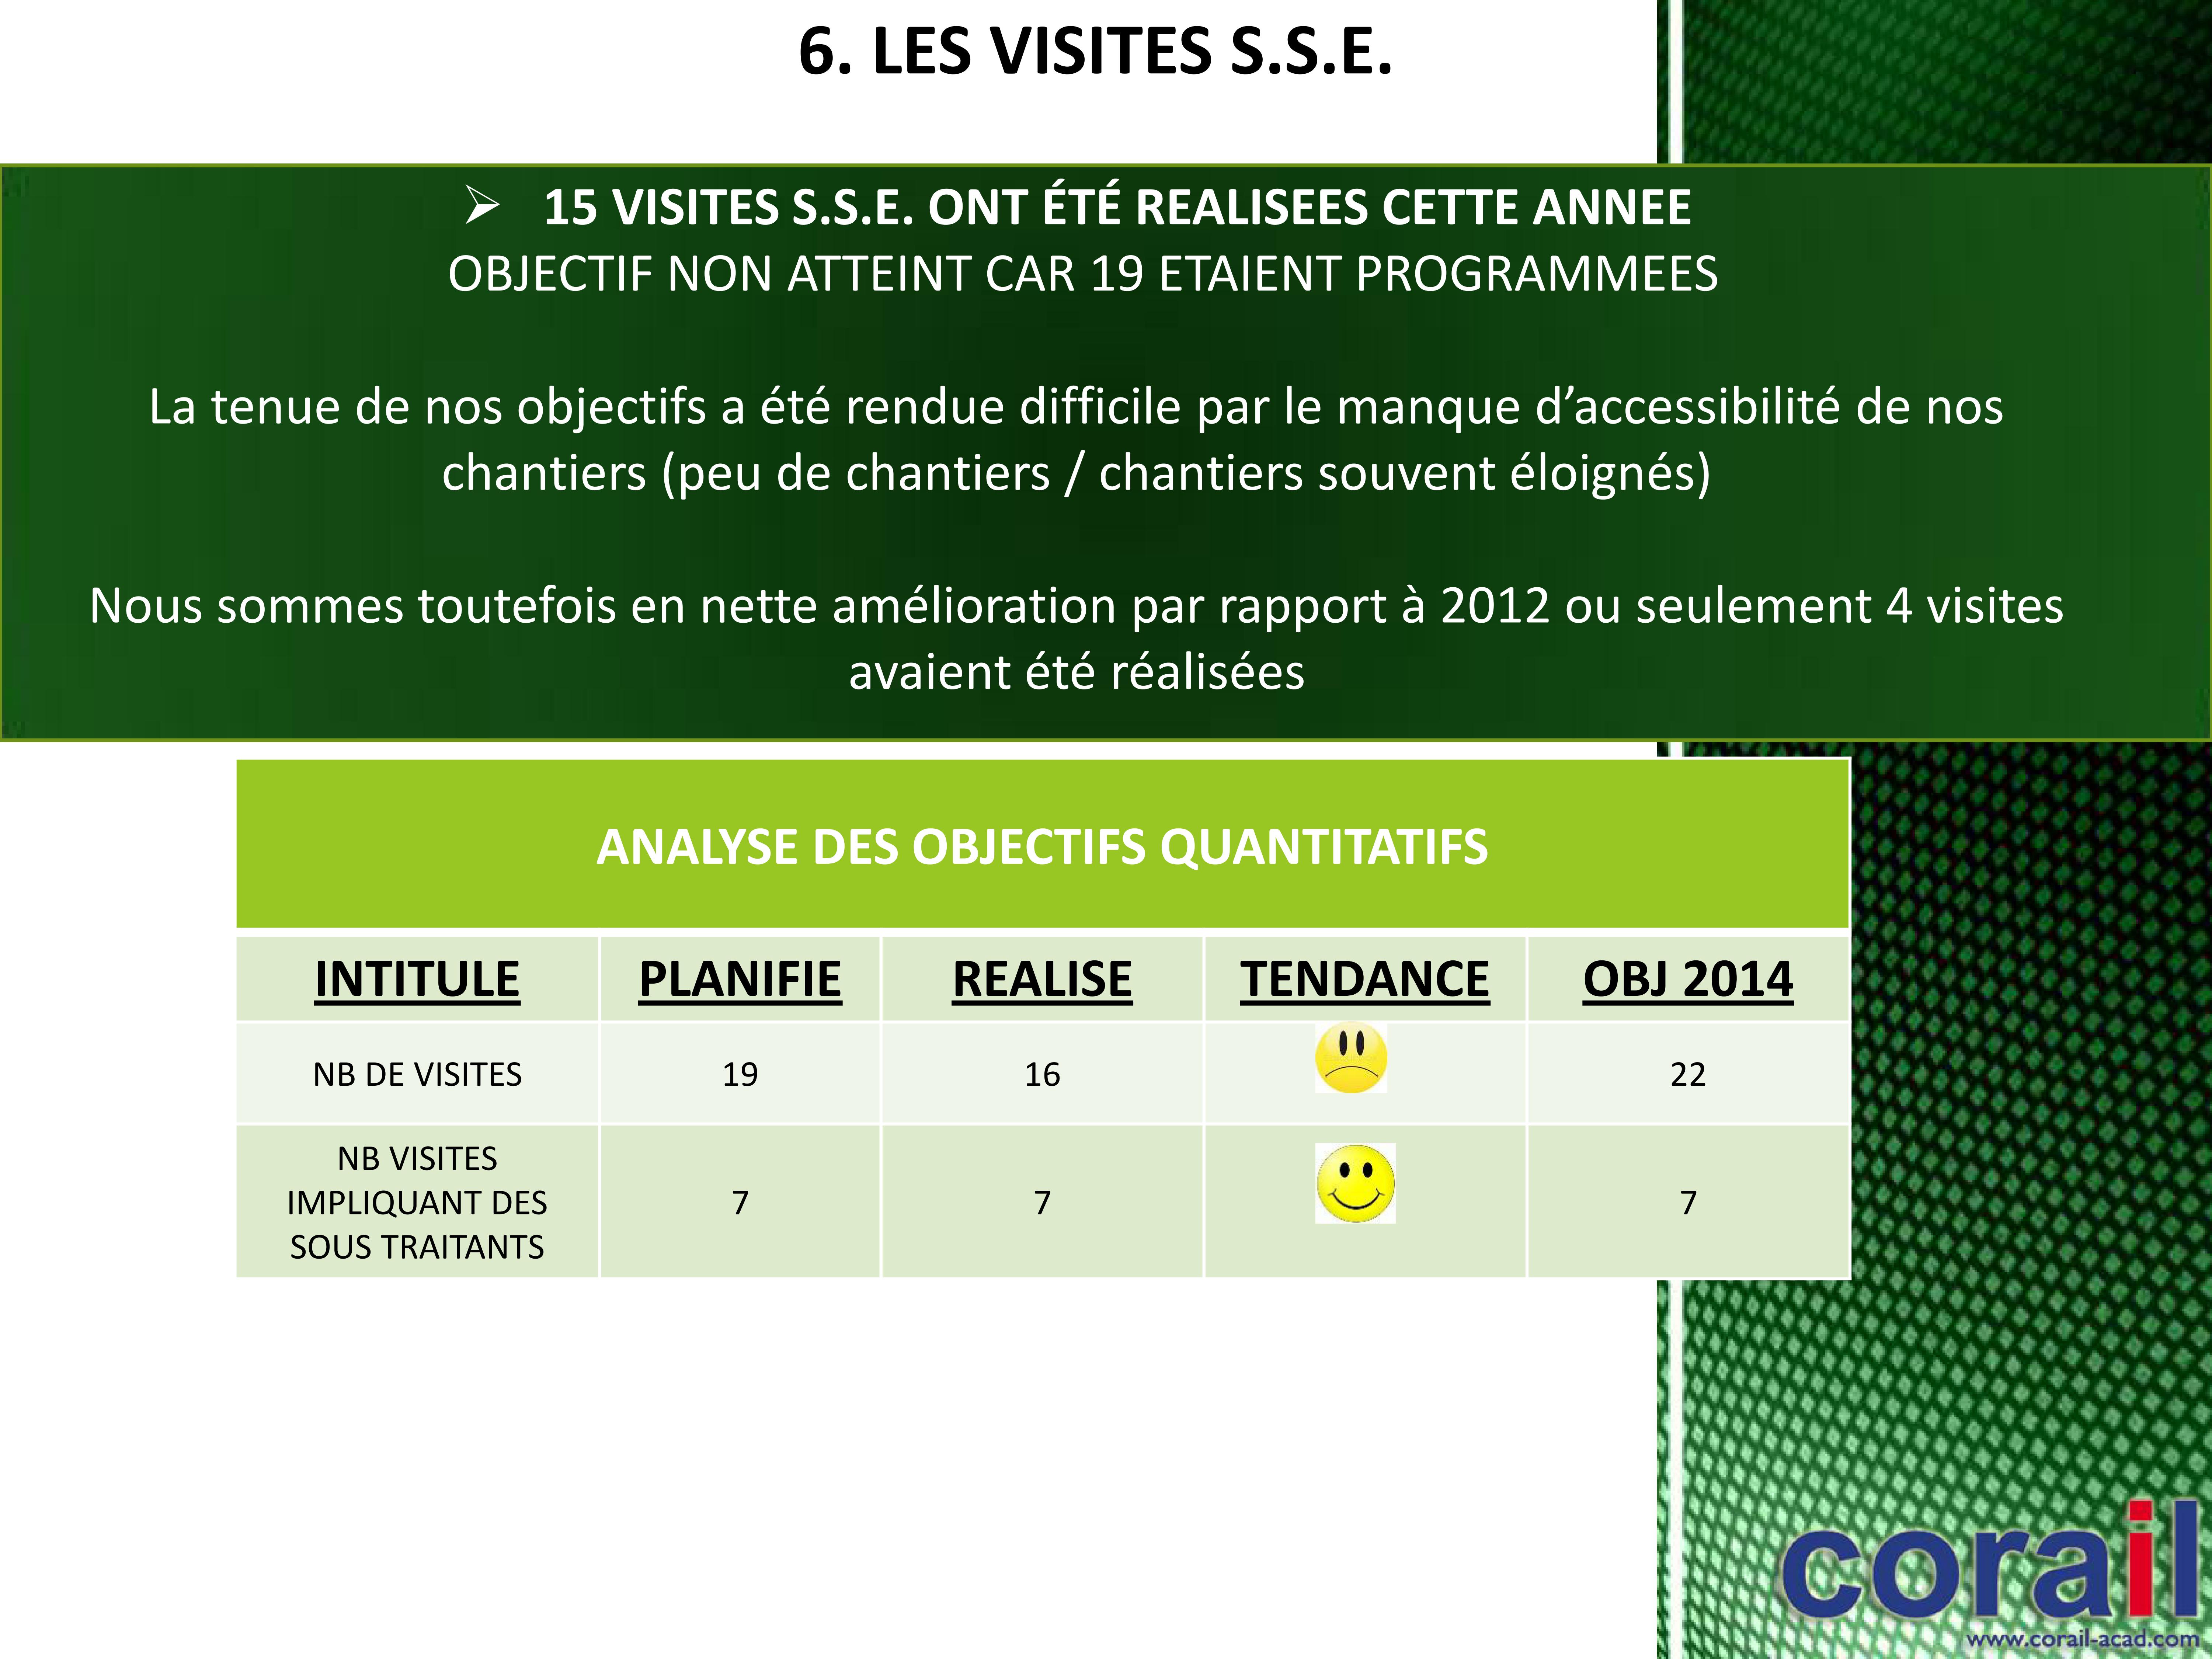 6. LES VISITES S.S.E.
➢ 15 VISITES S.S.E. ONT ÉTÉ REALISEES CETTE ANNEE
OBJECTIF NON ATTEINT CAR 19 ETAIENT PROGRAMMEES
La tenue de nos objectifs a été rendue difficile par le manque d’accessibilité de nos
chantiers (peu de chantiers / chantiers souvent éloignés)
Nous sommes toutefois en nette amélioration par rapport à 2012 ou seulement 4 visites
avaient été réalisées
ANALYSE DES OBJECTIFS QUANTITATIFS
INTITULE PLANIFIE REALISE TENDANCE OBJ 2014
NB DE VISITES 19 16 22
NB VISITES
IMPLIQUANT DES
SOUS TRAITANTS 7 7 7
corail
www.corail-acad.com